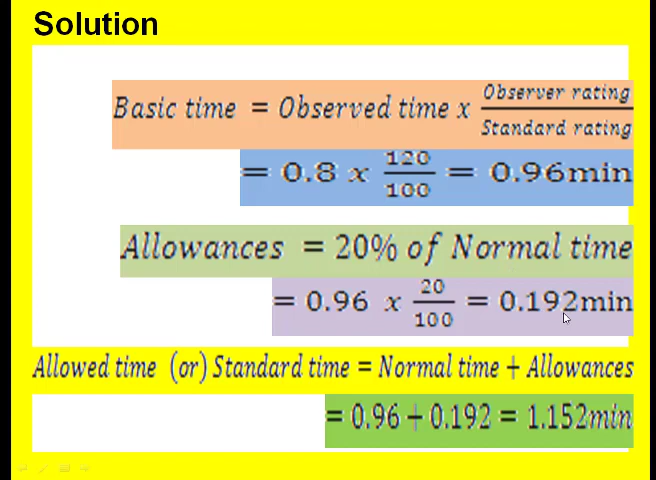 Solution
Basic time = Observed time x Observer rating / Standard rating
= 0.8 x 120/100 = 0.96min
Allowances = 20% of Normal time
= 0.96 x 20/100 = 0.192min
Allowed time (or) Standard time = Normal time + Allowances
= 0.96 + 0.192 = 1.152min